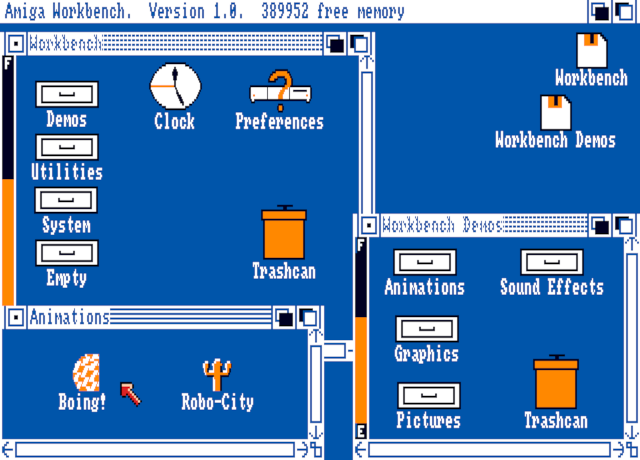 Amiga Workbench. Version 1.0. 389952 free memory
Workbench
F
Demos
Clock
Preferences
Utilities
System
Empty
Trashcan
Workbench
Workbench Demos
Workbench Demos
F
Animations
Sound Effects
Graphics
Pictures
Trashcan
E
Animations
Boing!
Robo-City